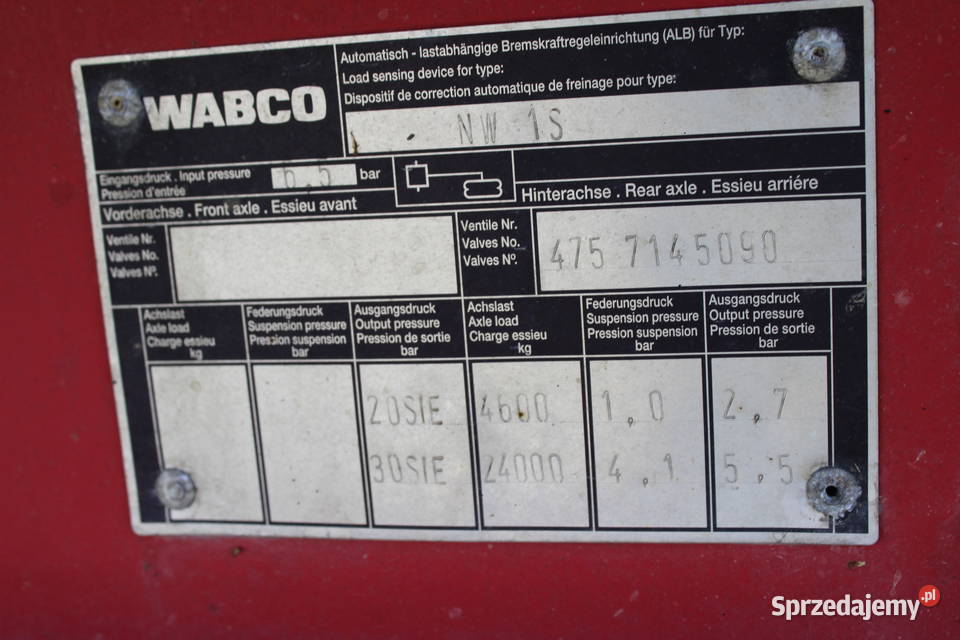 Automatisch - lastabhängige Bremskraftregeleinrichtung (ALB) für Typ:
Load sensing device for type:
Dispositif de correction automatique de freinage pour type:
WABCO
NW 1S
Eingangsdruck . Input pressure
Pression d'entrée
6,5 bar
Vorderachse . Front axle . Essieu avant
Hinterachse . Rear axle . Essieu arriére
Ventile Nr.
Valves No.
Valves Nº.
Ventile Nr.
Valves No.
Valves Nº.
475 7145090
Achslast
Axle load
Charge essieu
kg
Federungsdruck
Suspension pressure
Pression suspension
bar
Ausgangsdruck
Output pressure
Pression de sortie
bar
Achslast
Axle load
Charge essieu
kg
Federungsdruck
Suspension pressure
Pression suspension
bar
Ausgangsdruck
Output pressure
Pression de sortie
bar
20SIE 4600 1,0 2,7
30SIE 24000 4,1 5,5
Sprzedajemy.pl